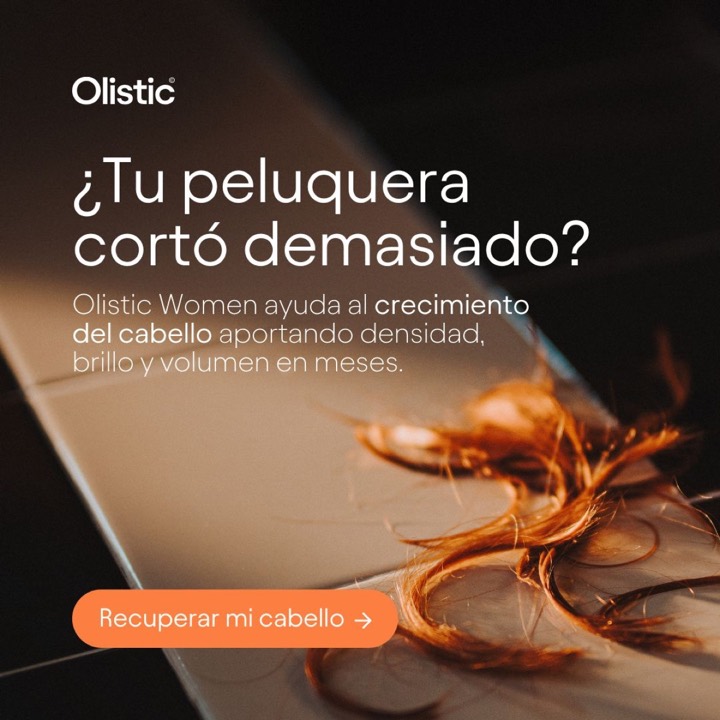 Olistic©
¿Tu peluquera
cortó demasiado?
Olistic Women ayuda al crecimiento
del cabello aportando densidad,
brillo y volumen en meses.
Recuperar mi cabello →